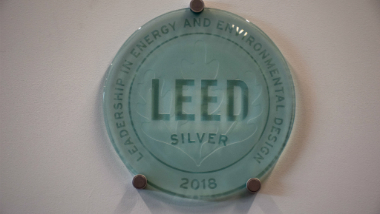 LEADERSHIP IN ENERGY AND ENVIRONMENTAL DESIGN
LEED
SILVER
2018